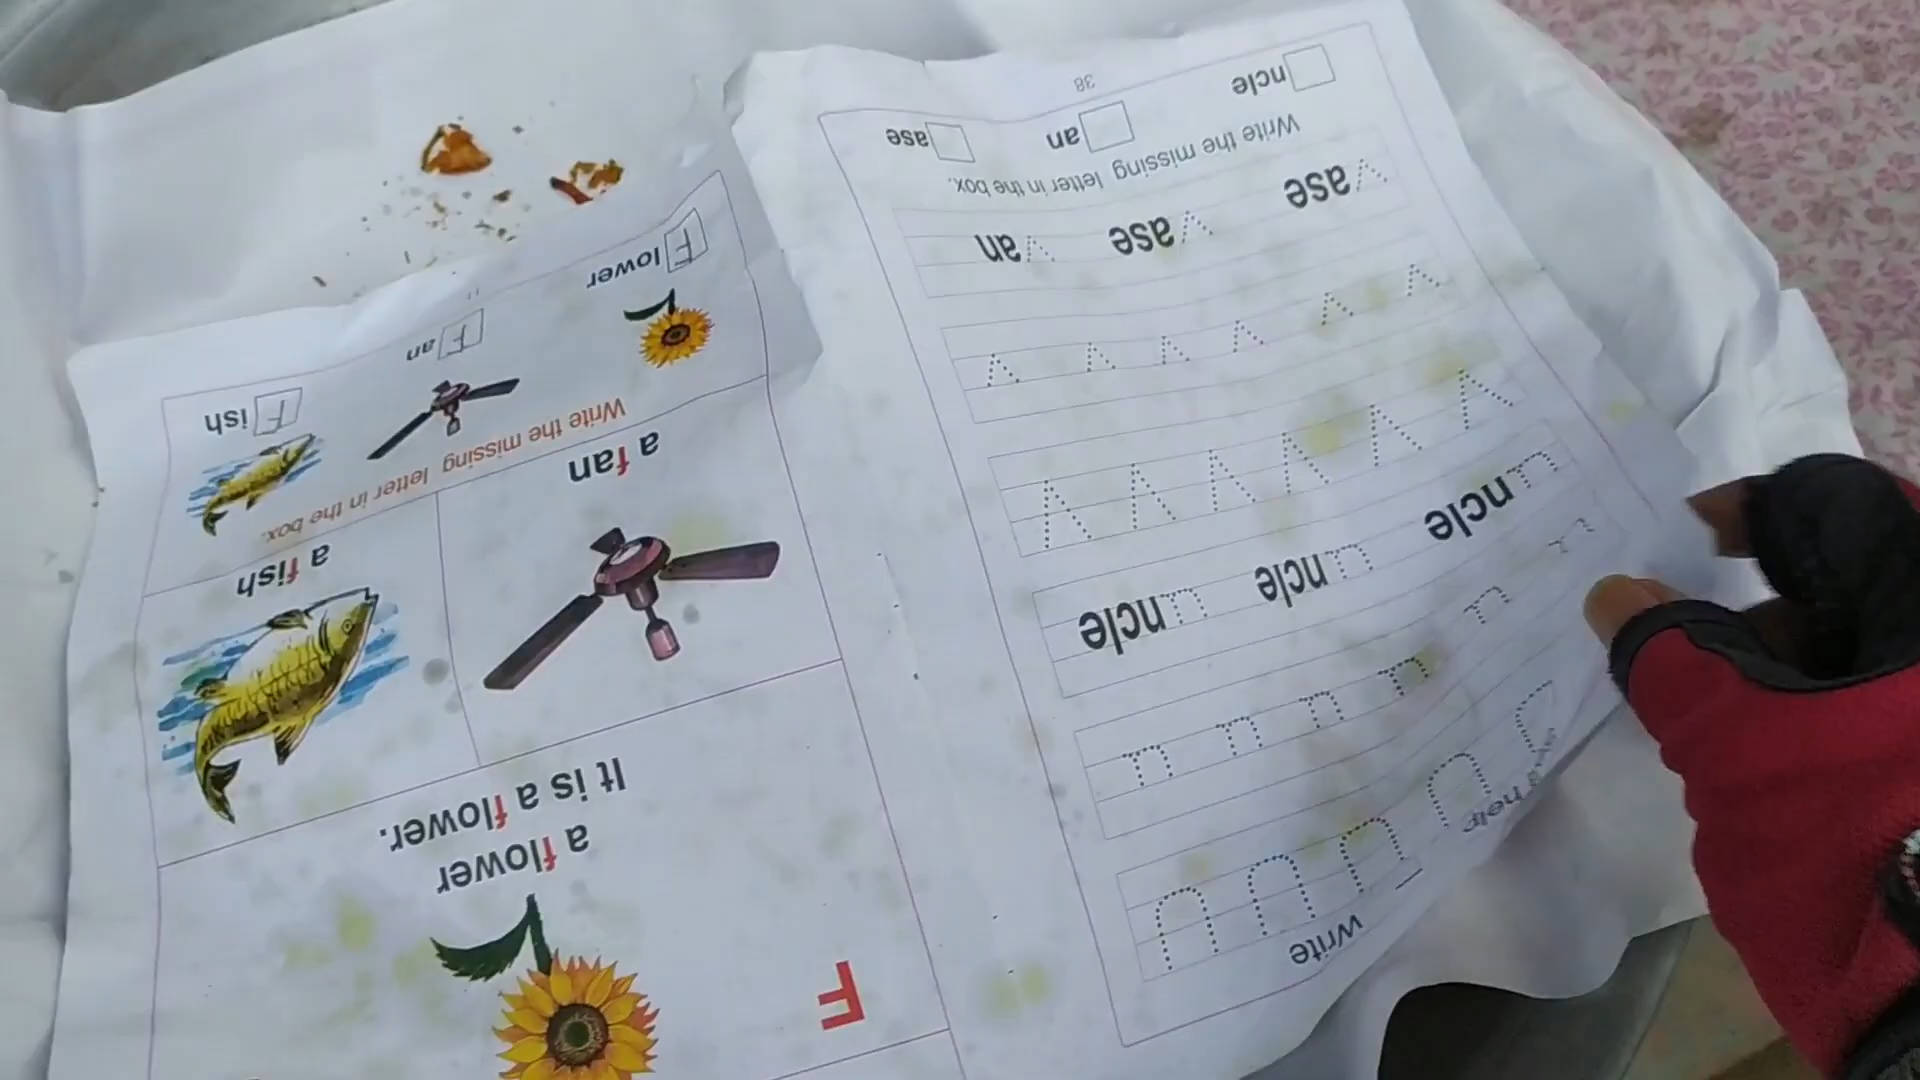 F
a flower
It is a flower.
a fish
a fan
Write the missing letter in the box.
F ish
F an
F lower
11
write
help
U U U U
u u u u u
uncle uncle uncle
V V V V V V
v v v v v v
van vase vase
Write the missing letter in the box.
ase
an
ncle
38